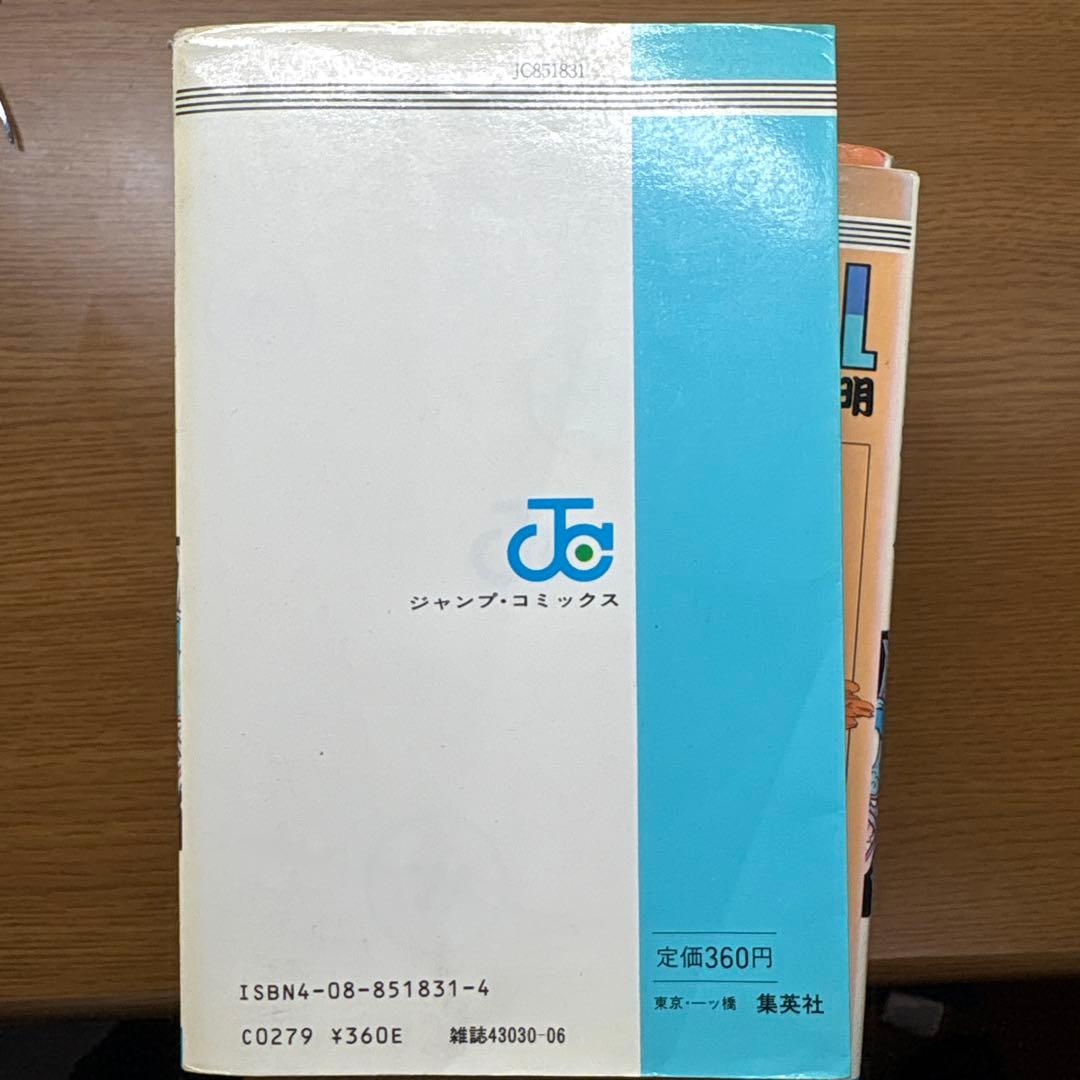 JC851831
L
明
JC
ジャンプ・コミックス
定価360円
ISBN4-08-851831-4
東京・一ツ橋 集英社
C0279 ¥360E 雑誌43030-06